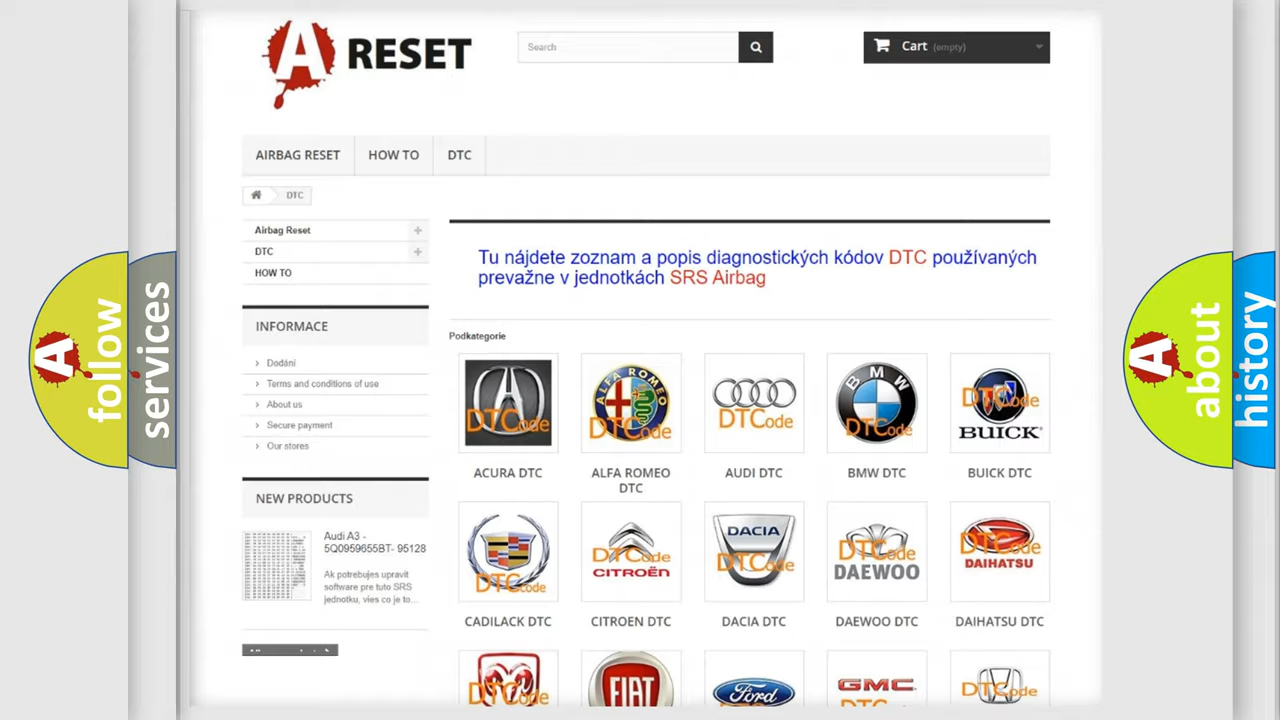 A RESET
Search
Cart (empty)
AIRBAG RESET
HOW TO
DTC
DTC
Airbag Reset
DTC
HOW TO
Tu nájdete zoznam a popis diagnostických kódov DTC používaných
prevažne v jednotkách SRS Airbag
INFORMACE
Dodání
Terms and conditions of use
About us
Secure payment
Our stores
NEW PRODUCTS
Audi A3 -
5Q0959655BT- 95128
Ak potrebujes upravit
software pre tuto SRS
jednotku, vies co je to...
Podkategorie
DTCode
ALFA ROMEO
DTCode
DTCode
BMW
DTCode
DTCode
BUICK
ACURA DTC
ALFA ROMEO
DTC
AUDI DTC
BMW DTC
BUICK DTC
DTCode
DTCode
CITROËN
DACIA
DTCode
DTCode
DAEWOO
DTCode
DAIHATSU
CADILACK DTC
CITROEN DTC
DACIA DTC
DAEWOO DTC
DAIHATSU DTC
DTCode
FIAT
Ford
GMC
DTCode
A follow
services
A about
history